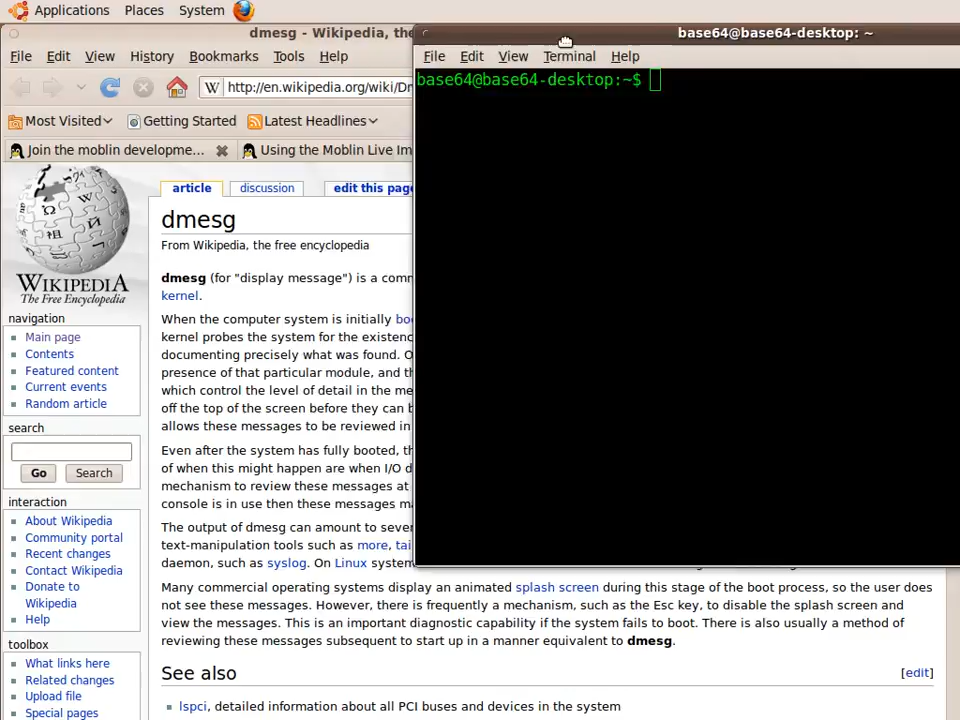 Applications Places System
dmesg - Wikipedia, the
File Edit View History Bookmarks Tools Help
W http://en.wikipedia.org/wiki/Dr
Most Visited Getting Started Latest Headlines
Join the moblin developme... Using the Moblin Live Im
base64@base64-desktop: ~
File Edit View Terminal Help
base64@base64-desktop:~$
WIKIPEDIA
The Free Encyclopedia
navigation
Main page
Contents
Featured content
Current events
Random article
search
Go Search
interaction
About Wikipedia
Community portal
Recent changes
Contact Wikipedia
Donate to
Wikipedia
Help
toolbox
What links here
Related changes
Upload file
Special pages
article discussion edit this page
dmesg
From Wikipedia, the free encyclopedia
dmesg (for "display message") is a comm
kernel.
When the computer system is initially boo
kernel probes the system for the existenc
documenting precisely what was found. O
presence of that particular module, and th
which control the level of detail in the me
off the top of the screen before they can b
allows these messages to be reviewed in
Even after the system has fully booted, th
of when this might happen are when I/O d
mechanism to review these messages at
console is in use then these messages ma
The output of dmesg can amount to seve
text-manipulation tools such as more, tai
daemon, such as syslog. On Linux system
Many commercial operating systems display an animated splash screen during this stage of the boot process, so the user does
not see these messages. However, there is frequently a mechanism, such as the Esc key, to disable the splash screen and
view the messages. This is an important diagnostic capability if the system fails to boot. There is also usually a method of
reviewing these messages subsequent to start up in a manner equivalent to dmesg.
See also [edit]
lspci, detailed information about all PCI buses and devices in the system